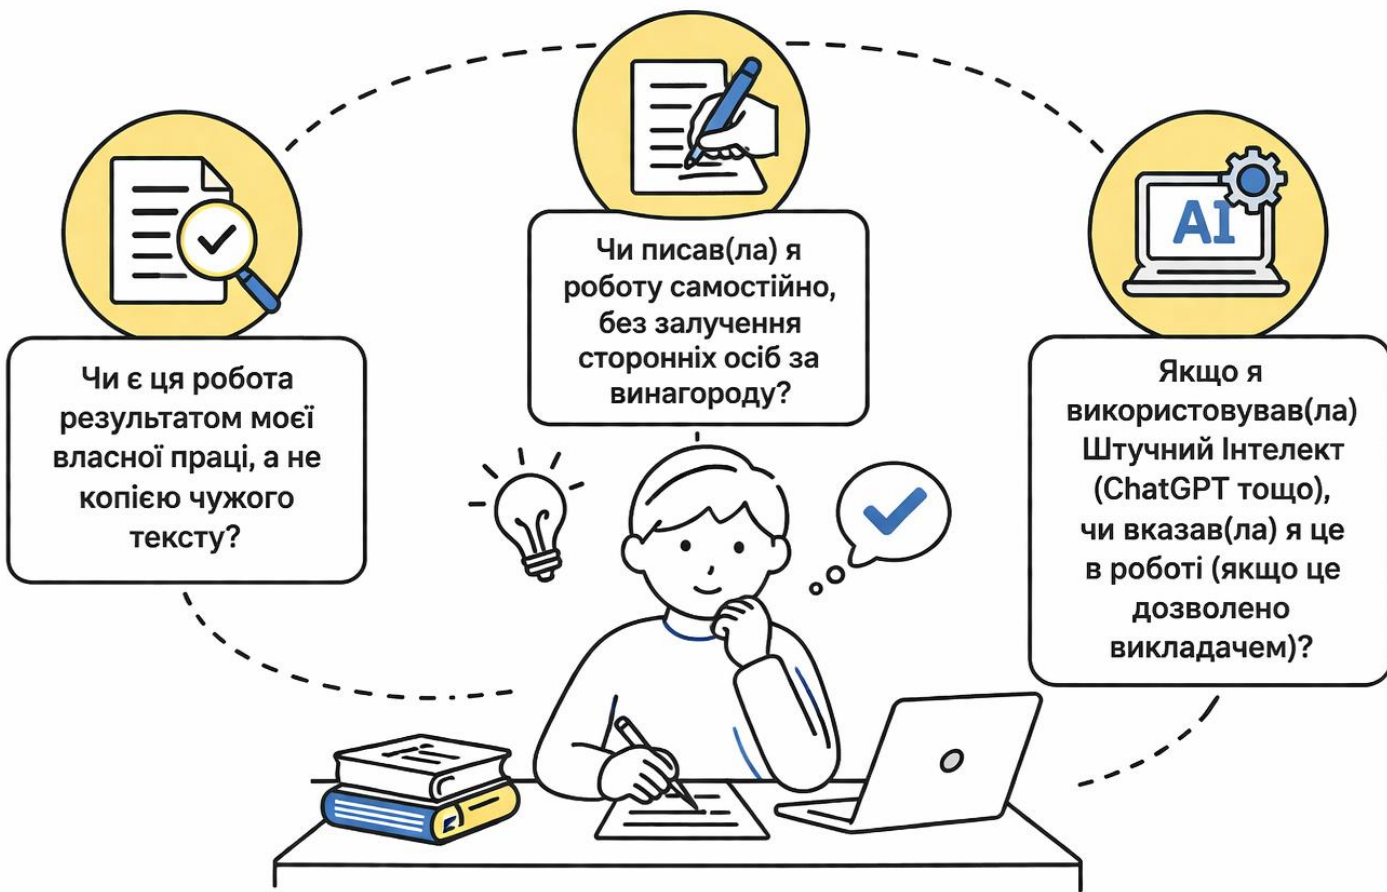 Чи є ця робота
результатом моєї
власної праці, а не
копією чужого
тексту?
Чи писав(ла) я
роботу самостійно,
без залучення
сторонніх осіб за
винагороду?
AI
Якщо я
використовував(ла)
Штучний Інтелект
(ChatGPT тощо),
чи вказав(ла) я це
в роботі (якщо це
дозволено
викладачем)?